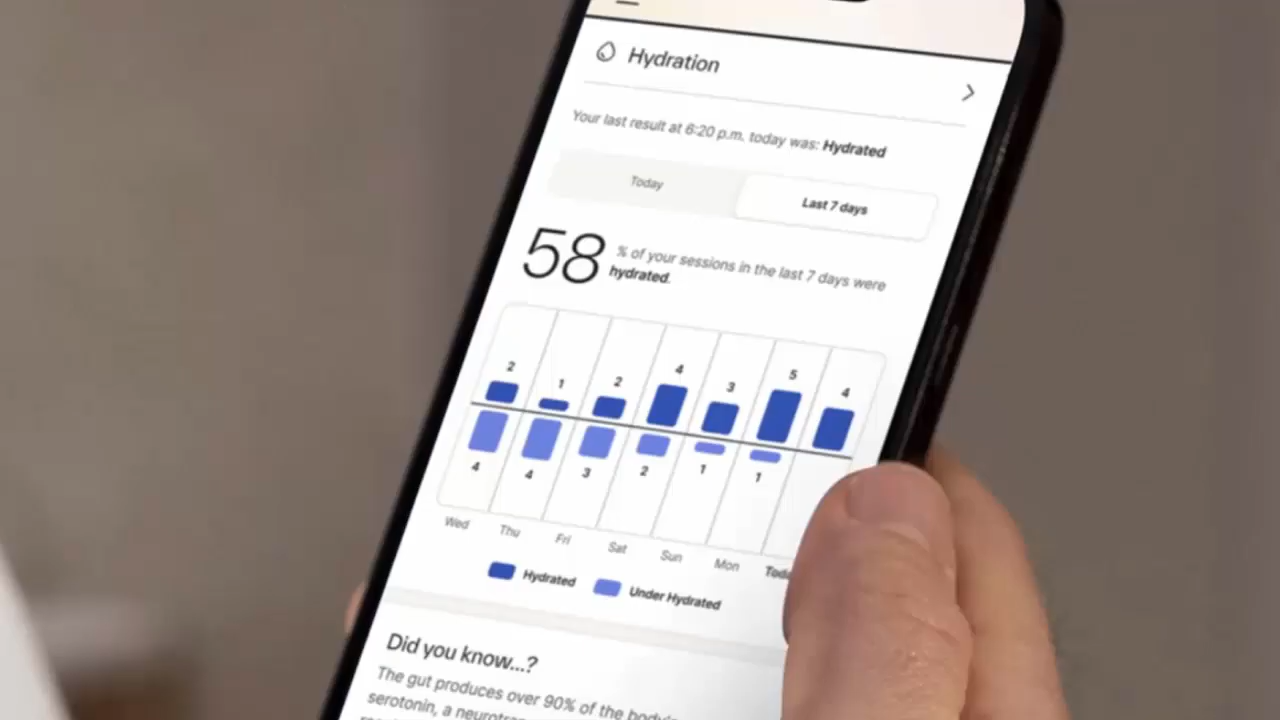 Hydration
Your last result at 6:20 p.m. today was: Hydrated
Today
Last 7 days
58 % of your sessions in the last 7 days were
hydrated.
2 1 2 4 3 5 4
4 4 3 2 1 1
Wed Thu Fri Sat Sun Mon
Hydrated Under Hydrated
Did you know...?
The gut produces over 90% of the
serotonin, a